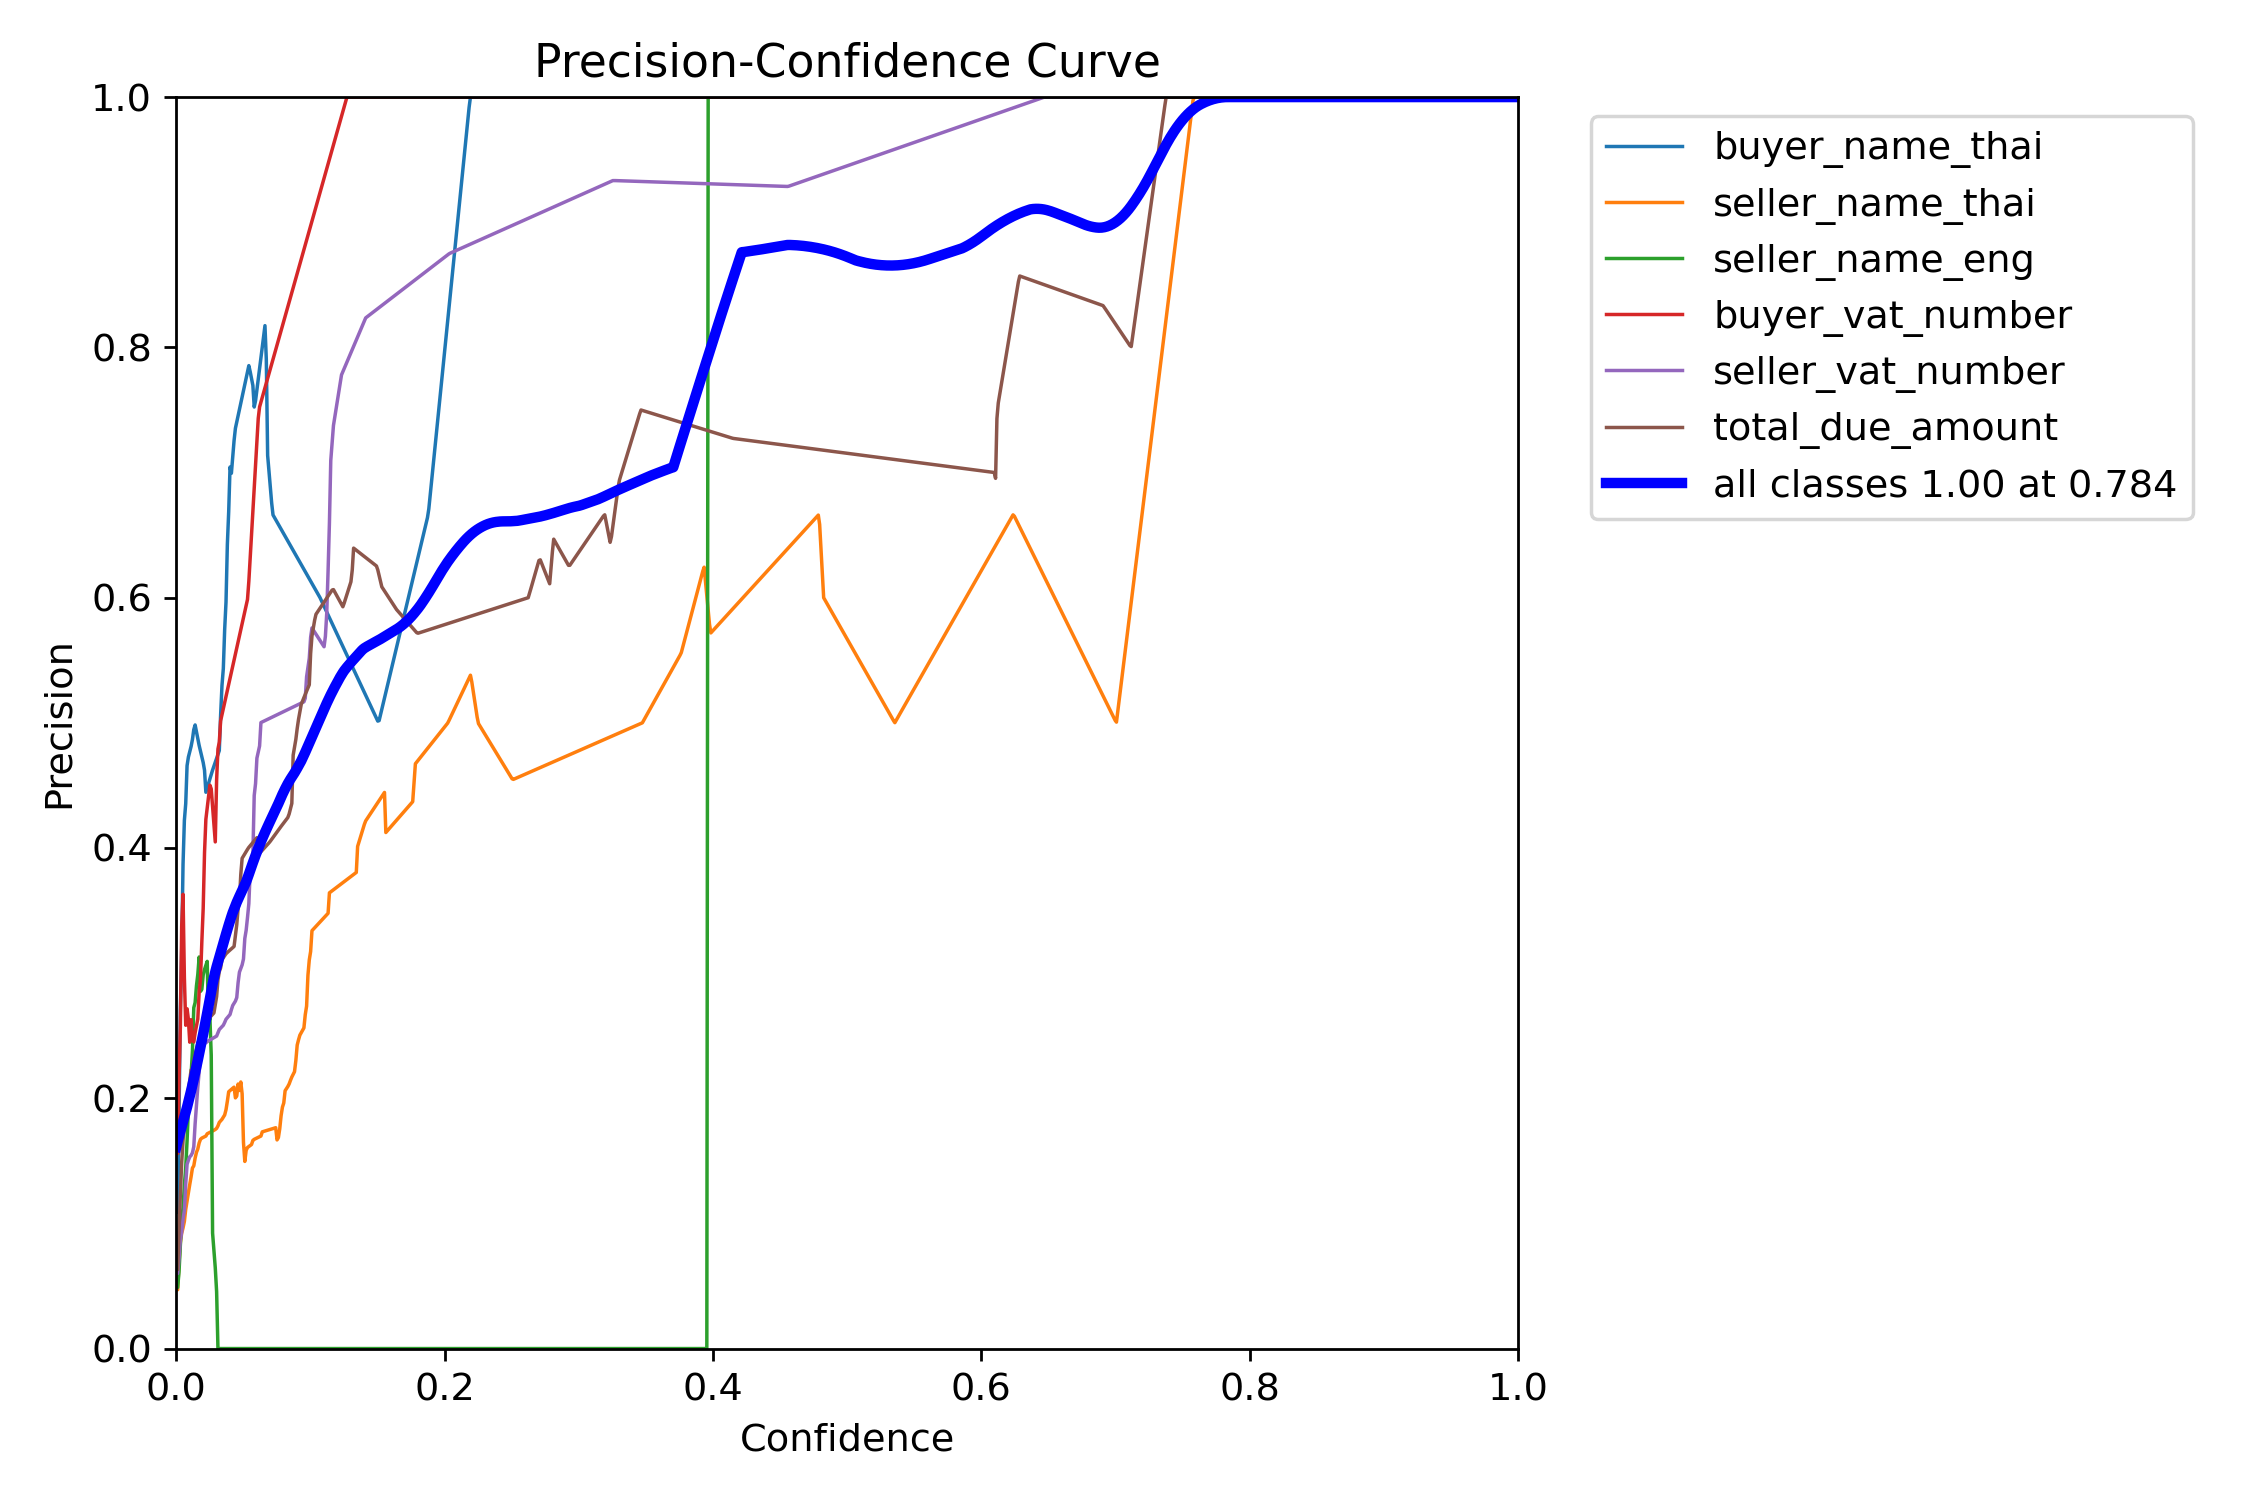 Precision-Confidence Curve
1.0
0.8
0.6
0.4
0.2
0.0
Precision
0.0 0.2 0.4 0.6 0.8 1.0
Confidence
buyer_name_thai
seller_name_thai
seller_name_eng
buyer_vat_number
seller_vat_number
total_due_amount
all classes 1.00 at 0.784